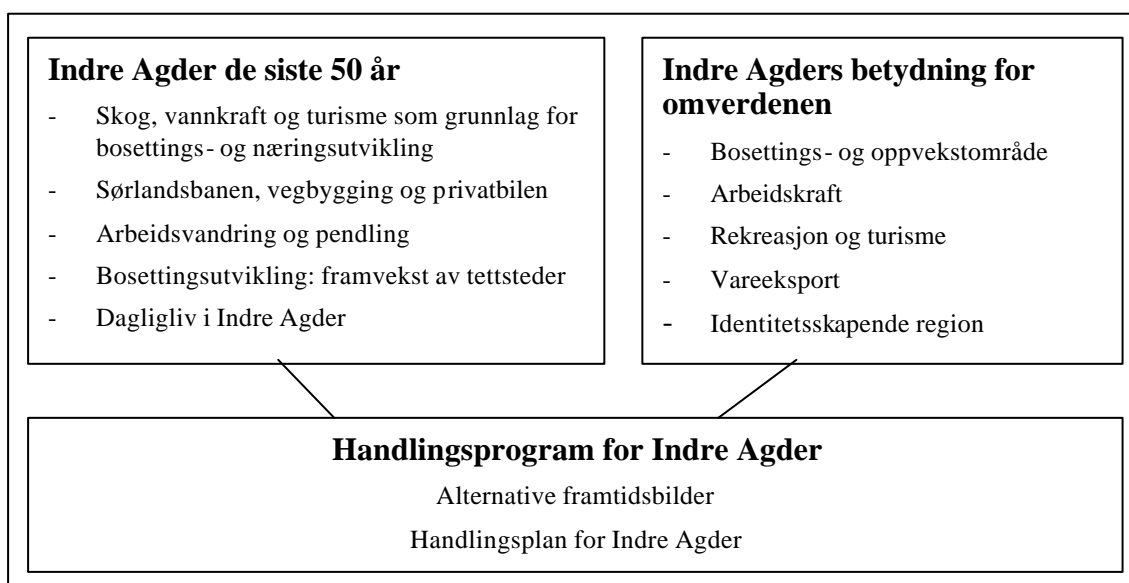 Indre Agder de siste 50 år
- Skog, vannkraft og turisme som grunnlag for
bosettings- og næringsutvikling
- Sørlandsbanen, vegbygging og privatbilen
- Arbeidsvandring og pendling
- Bosettingsutvikling: framvekst av tettsteder
- Dagligliv i Indre Agder
Indre Agders betydning for
omverdenen
- Bosettings- og oppvekstområde
- Arbeidskraft
- Rekreasjon og turisme
- Vareeksport
- Identitetsskapende region
Handlingsprogram for Indre Agder
Alternative framtidsbilder
Handlingsplan for Indre Agder